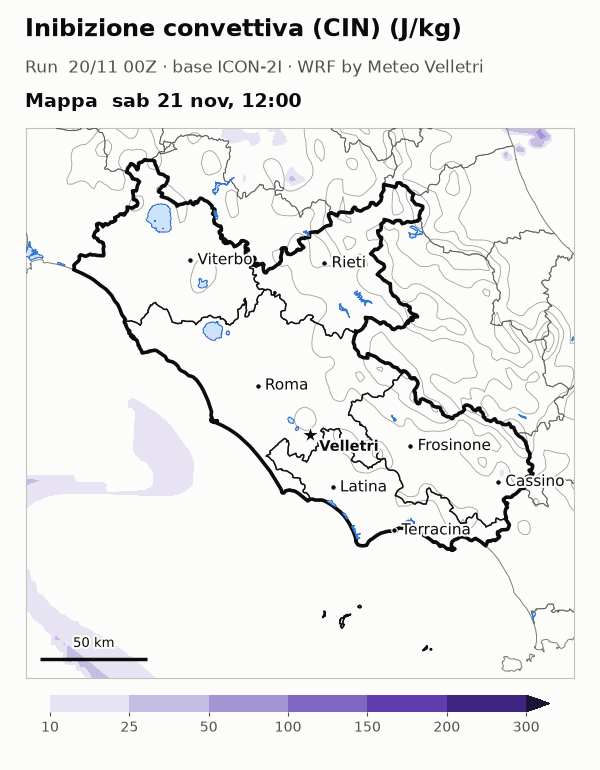 Inibizione convettiva (CIN) (J/kg)
Run  20/11 00Z · base ICON-2I · WRF by Meteo Velletri
Mappa  sab 21 nov, 12:00
Viterbo
Rieti
Roma
Velletri
Frosinone
Cassino
Latina
Terracina
50 km
10 25 50 100 150 200 300